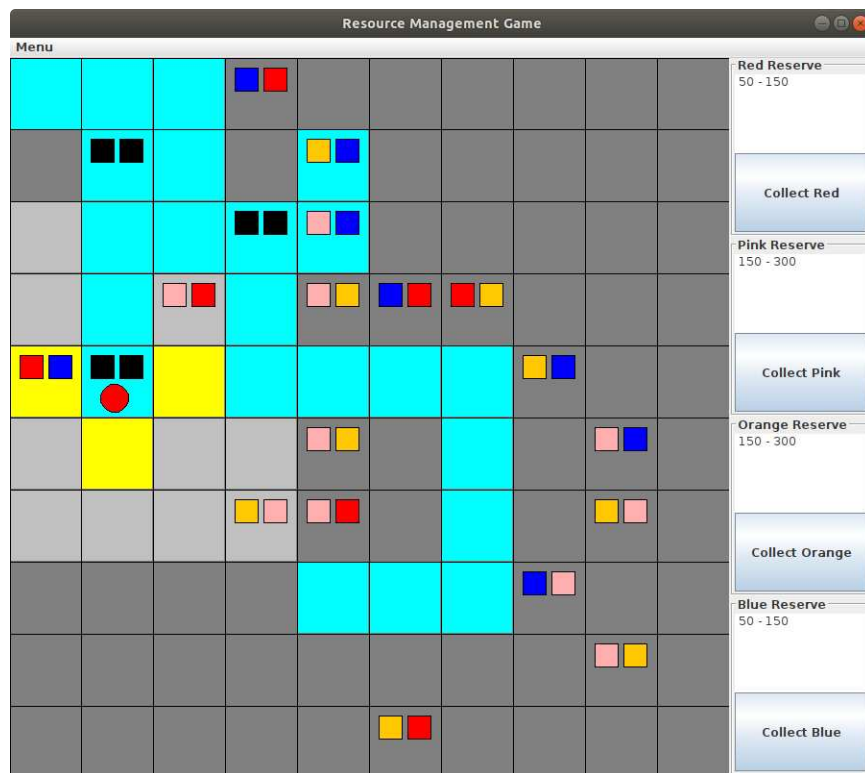 Resource Management Game
Menu
Red Reserve
50 - 150
Collect Red
Pink Reserve
150 - 300
Collect Pink
Orange Reserve
150 - 300
Collect Orange
Blue Reserve
50 - 150
Collect Blue